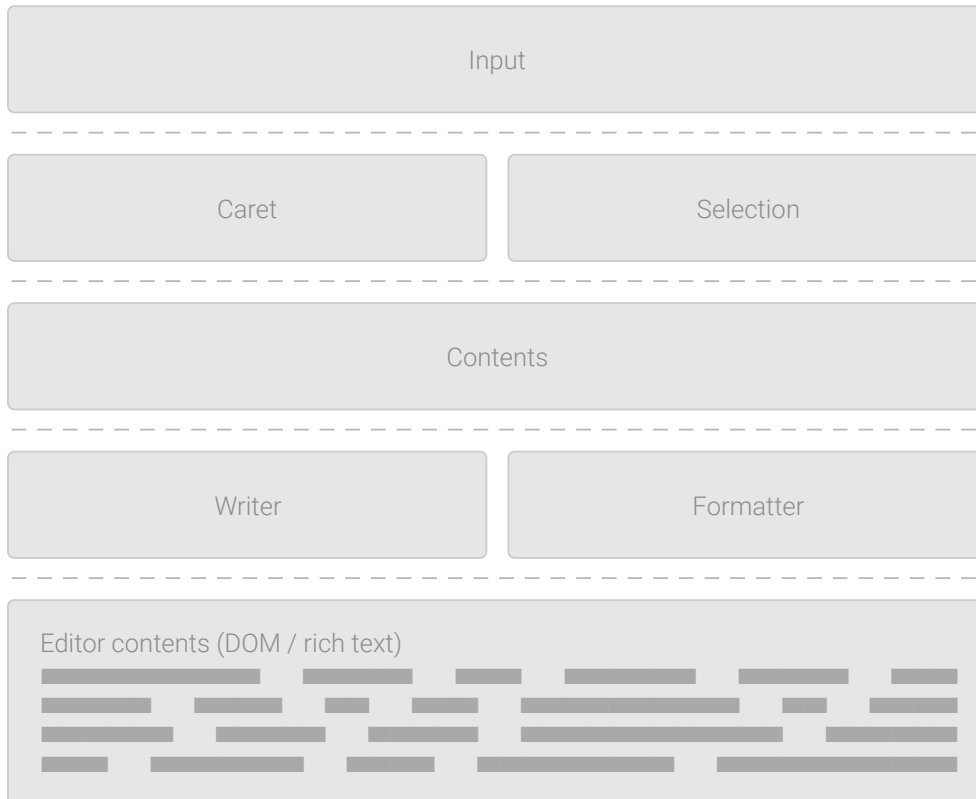 Input
Caret
Selection
Contents
Writer
Formatter
Editor contents (DOM / rich text)